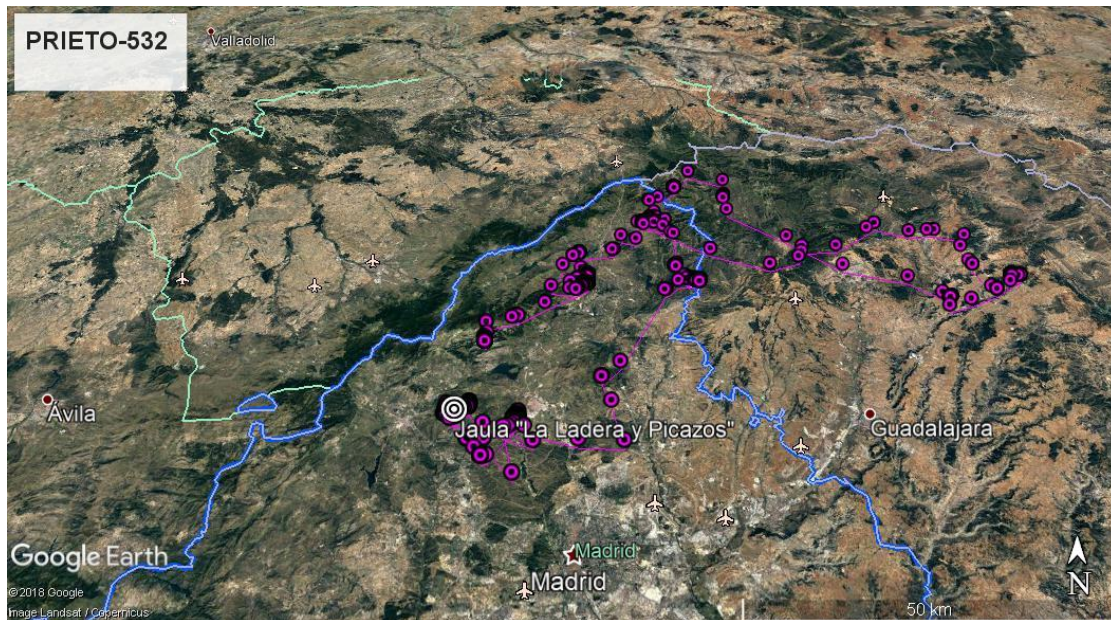 PRIETO-532
Valladolid
Ávila
Jaula "La Ladera y Picazos"
Guadalajara
Madrid
Madrid
Google Earth
© 2018 Google
Image Landsat / Copernicus
50 km
N